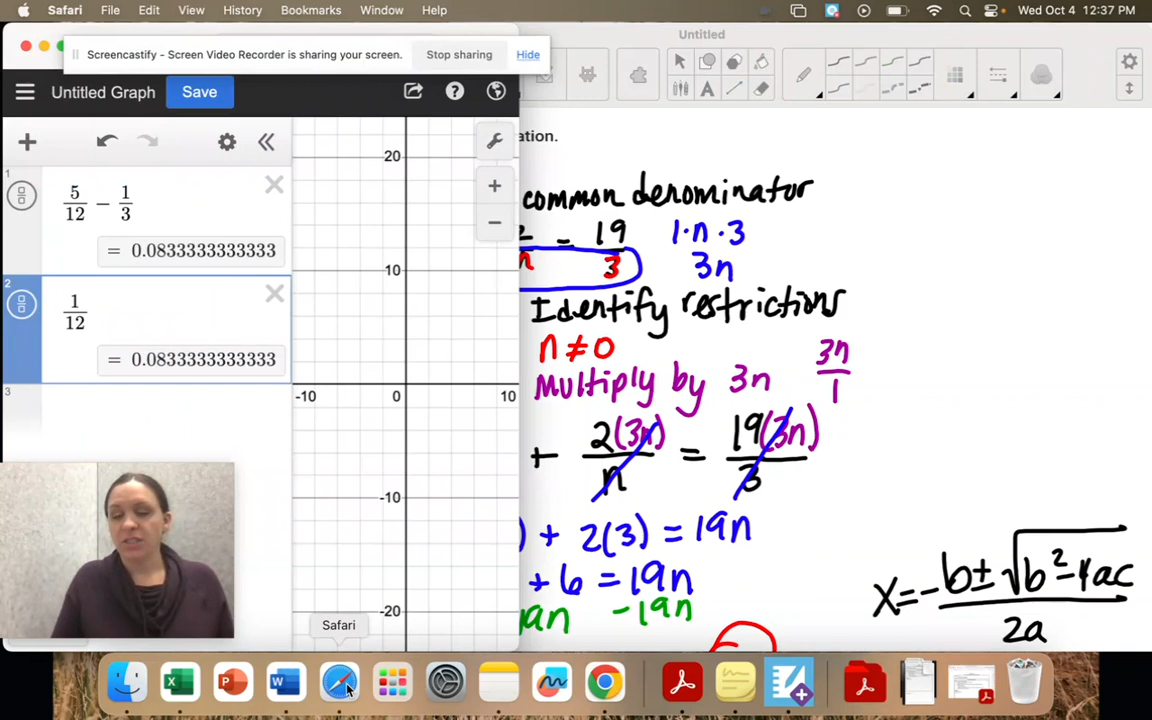 Safari File Edit View History Bookmarks Window Help Wed Oct 4 12:37 PM
Untitled
Screencastify - Screen Video Recorder is sharing your screen. Stop sharing Hide
Untitled Graph Save
ation.
1
5/12 − 1/3
= 0.0833333333333
2
1/12
= 0.0833333333333
3
20
10
-10 0 10
-10
-20
common denominator
= 19/3 1·n·3
n
3n
Identify restrictions
n ≠ 0
Multiply by 3n 3n/1
+ 2(3n)/n = 19(3n)/3
) + 2(3) = 19n
+ 6 = 19n
-19n
x = -b ± √b² - 4ac / 2a
Safari